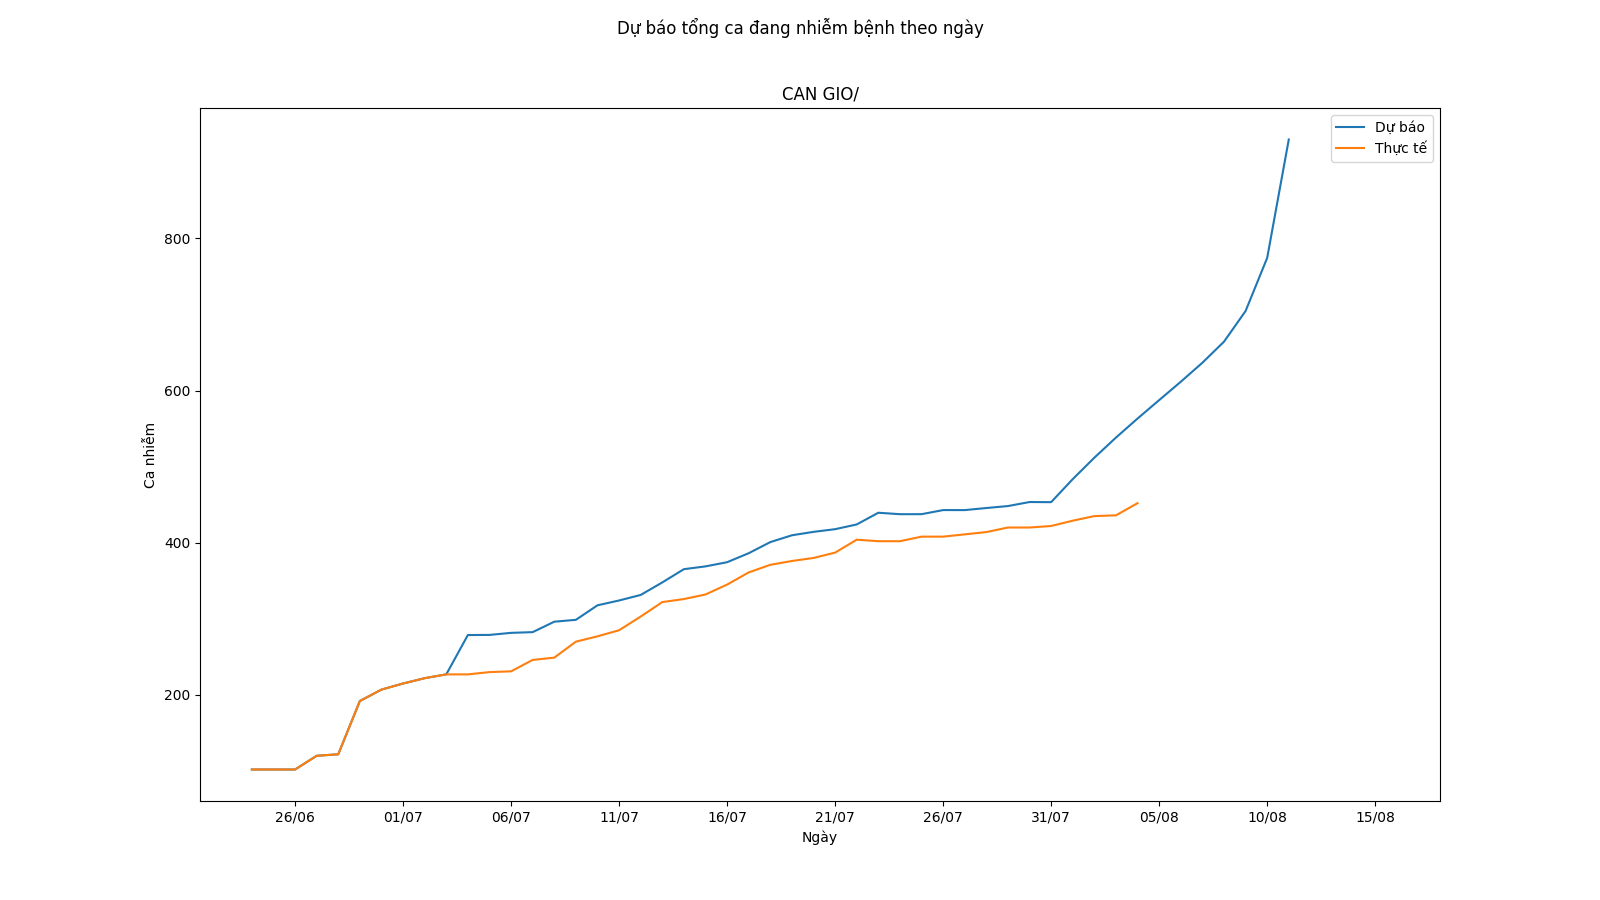 Dự báo tổng ca đang nhiễm bệnh theo ngày
CAN GIO/
Dự báo
Thực tế
Ca nhiễm
800
600
400
200
26/06
01/07
06/07
11/07
16/07
21/07
26/07
31/07
05/08
10/08
15/08
Ngày